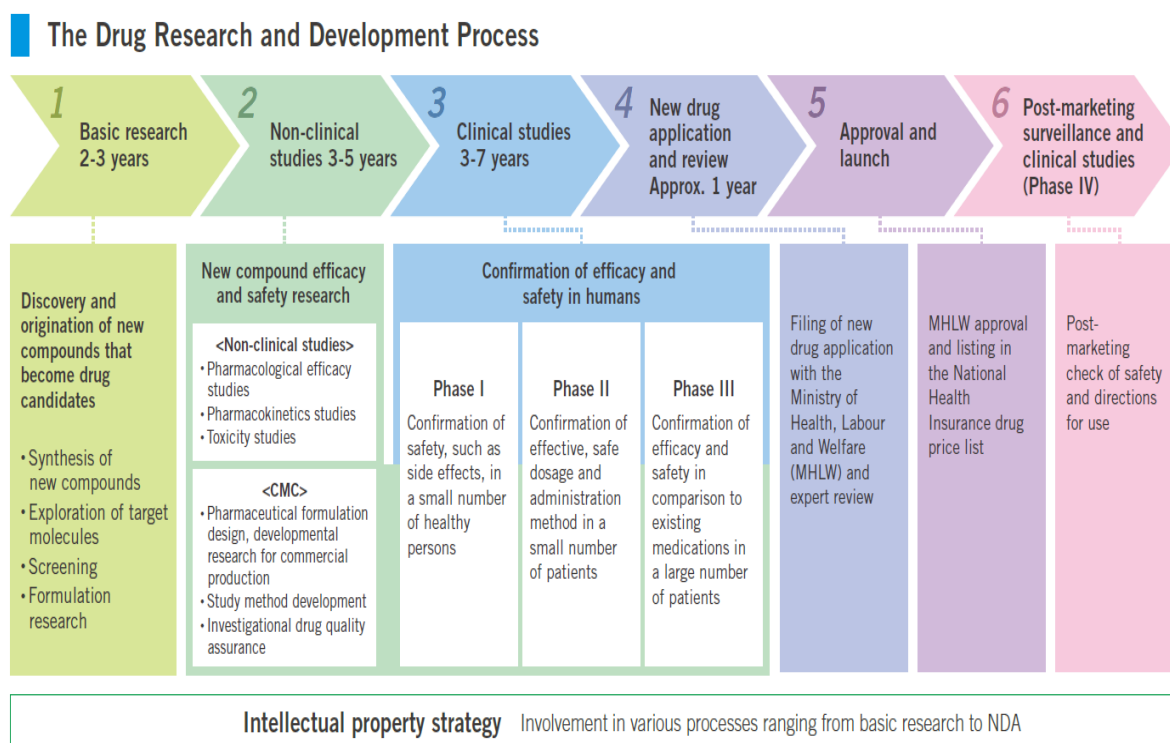 The Drug Research and Development Process
1
Basic research
2-3 years
2
Non-clinical
studies 3-5 years
3
Clinical studies
3-7 years
4
New drug
application
and review
Approx. 1 year
5
Approval and
launch
6
Post-marketing
surveillance and
clinical studies
(Phase IV)
Discovery and
origination of new
compounds that
become drug
candidates
• Synthesis of
new compounds
• Exploration of target
molecules
• Screening
• Formulation
research
New compound efficacy
and safety research
<Non-clinical studies>
• Pharmacological efficacy
studies
• Pharmacokinetics studies
• Toxicity studies
<CMC>
• Pharmaceutical formulation
design, developmental
research for commercial
production
• Study method development
• Investigational drug quality
assurance
Confirmation of efficacy and
safety in humans
Phase I
Confirmation of
safety, such as
side effects, in
a small number
of healthy
persons
Phase II
Confirmation of
effective, safe
dosage and
administration
method in a
small number
of patients
Phase III
Confirmation of
efficacy and
safety in
comparison to
existing
medications in
a large number
of patients
Filing of new
drug application
with the
Ministry of
Health, Labour
and Welfare
(MHLW) and
expert review
MHLW approval
and listing in
the National
Health
Insurance drug
price list
Post-
marketing
check of safety
and directions
for use
Intellectual property strategy Involvement in various processes ranging from basic research to NDA